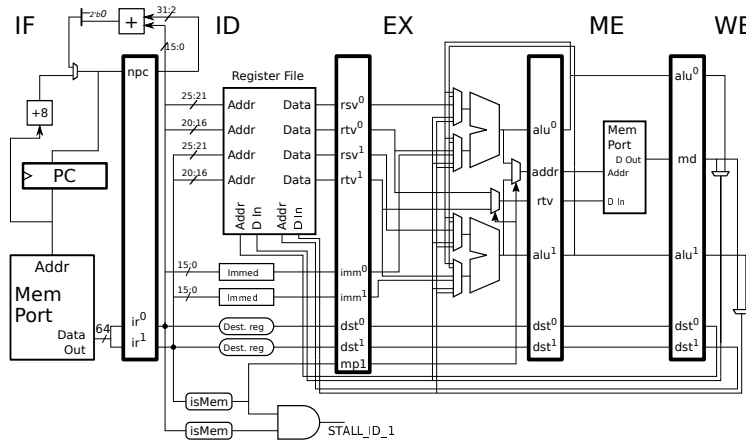 IF
ID
EX
ME
WB
2'b0
+
31:2
15:0
npc
+8
PC
Addr
Mem
Port
Data
Out
64
ir0
ir1
Register File
25:21
Addr
Data
rsv0
20:16
Addr
Data
rtv0
25:21
Addr
Data
rsv1
20:16
Addr
Data
rtv1
Addr
D In
Addr
D In
15:0
Immed
imm0
15:0
Immed
imm1
Dest. reg
dst0
Dest. reg
dst1
mp1
isMem
isMem
STALL_ID_1
alu0
addr
rtv
alu1
dst0
dst1
Mem
Port
D Out
Addr
D In
alu0
md
alu1
dst0
dst1